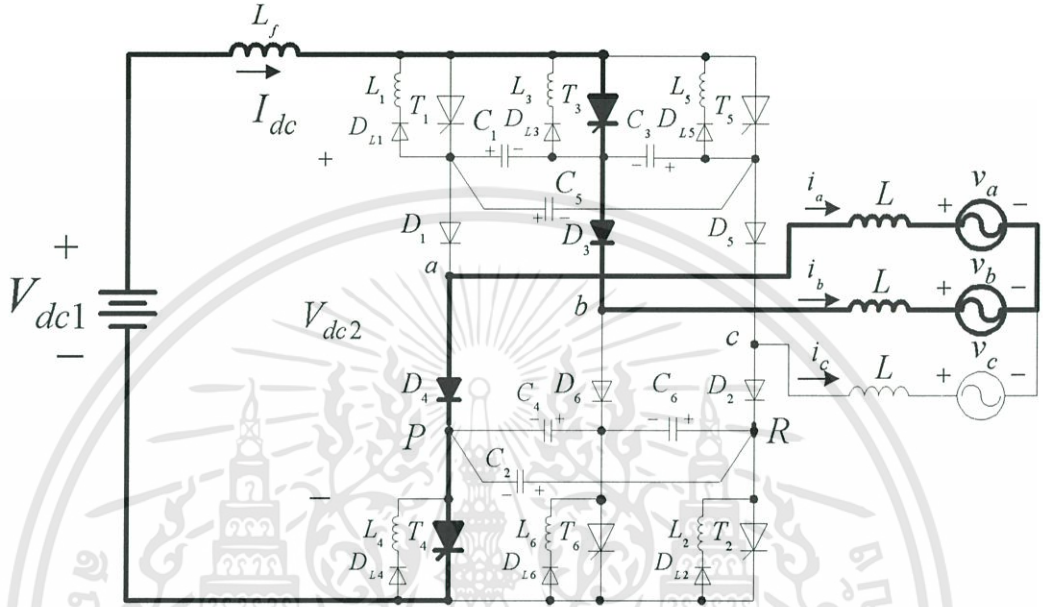 L_f
I_dc
L_1 T_1 L_3 T_3 L_5 T_5
D_L1 C_1 D_L3 C_3 D_L5
+ - - +
+
C_5
+ -
D_1 D_3 D_5
a
b
c
i_a L + v_a -
i_b L + v_b -
i_c L + v_c -
+
V_dc1
−
V_dc2
D_4 C_4 D_6 C_6 D_2
- + - +
P R
C_2
- +
−
L_4 T_4 L_6 T_6 L_2 T_2
D_L4 D_L6 D_L2